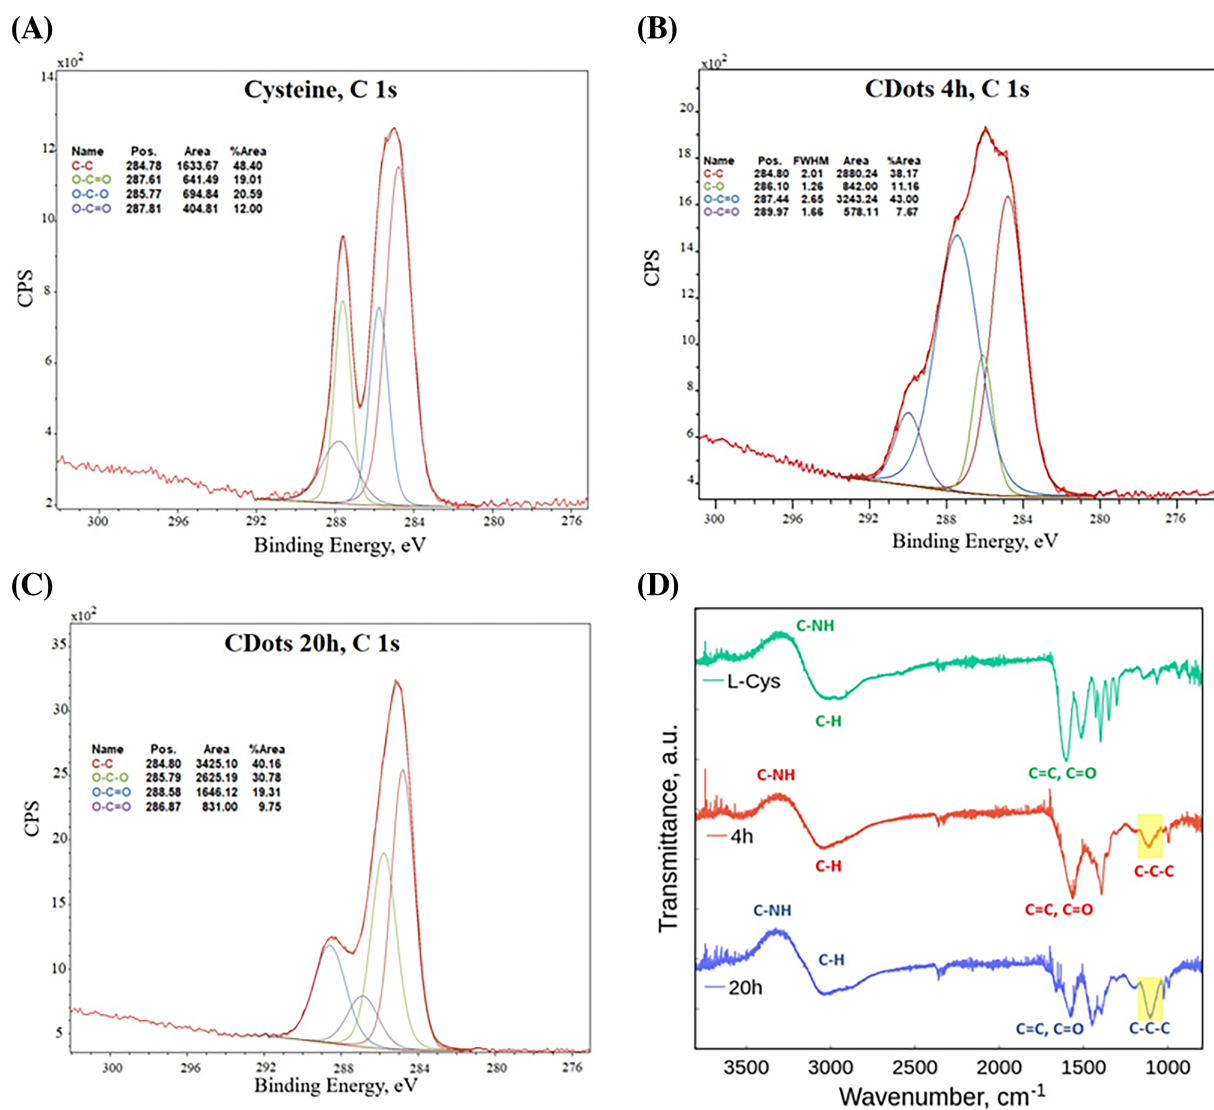 (A)
x10²
Cysteine, C 1s
Name Pos. Area %Area
C-C 284.78 1633.67 48.40
O-C=O 287.61 641.49 19.01
O-C-O 285.77 694.84 20.59
O-C=O 287.81 404.81 12.00
14
12
10
8
6
4
2
CPS
300 296 292 288 284 280 276
Binding Energy, eV
(B)
x10²
CDots 4h, C 1s
Name Pos. FWHM Area %Area
C-C 284.80 2.01 2880.24 38.17
C-O 286.10 1.26 842.00 11.16
O-C=O 287.44 2.65 3243.24 43.00
O-C=O 289.97 1.66 578.11 7.67
20
18
16
14
12
10
8
6
4
CPS
300 296 292 288 284 280 276
Binding Energy, eV
(C)
x10²
CDots 20h, C 1s
Name Pos. Area %Area
C-C 284.80 3425.10 40.16
O-C-O 285.79 2625.19 30.78
O-C=O 288.58 1646.12 19.31
O-C=O 286.87 831.00 9.75
35
30
25
20
15
10
5
CPS
300 296 292 288 284 280 276
Binding Energy, eV
(D)
C-NH
L-Cys
C-H
C=C, C=O
C-NH
4h
C-H
C-C-C
C=C, C=O
C-NH
C-H
20h
C=C, C=O
C-C-C
Transmittance, a.u.
3500 3000 2500 2000 1500 1000
Wavenumber, cm⁻¹